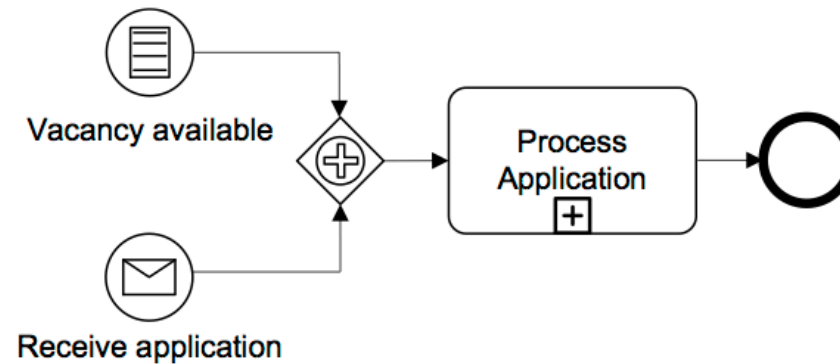 Vacancy available
Process
Application
Receive application